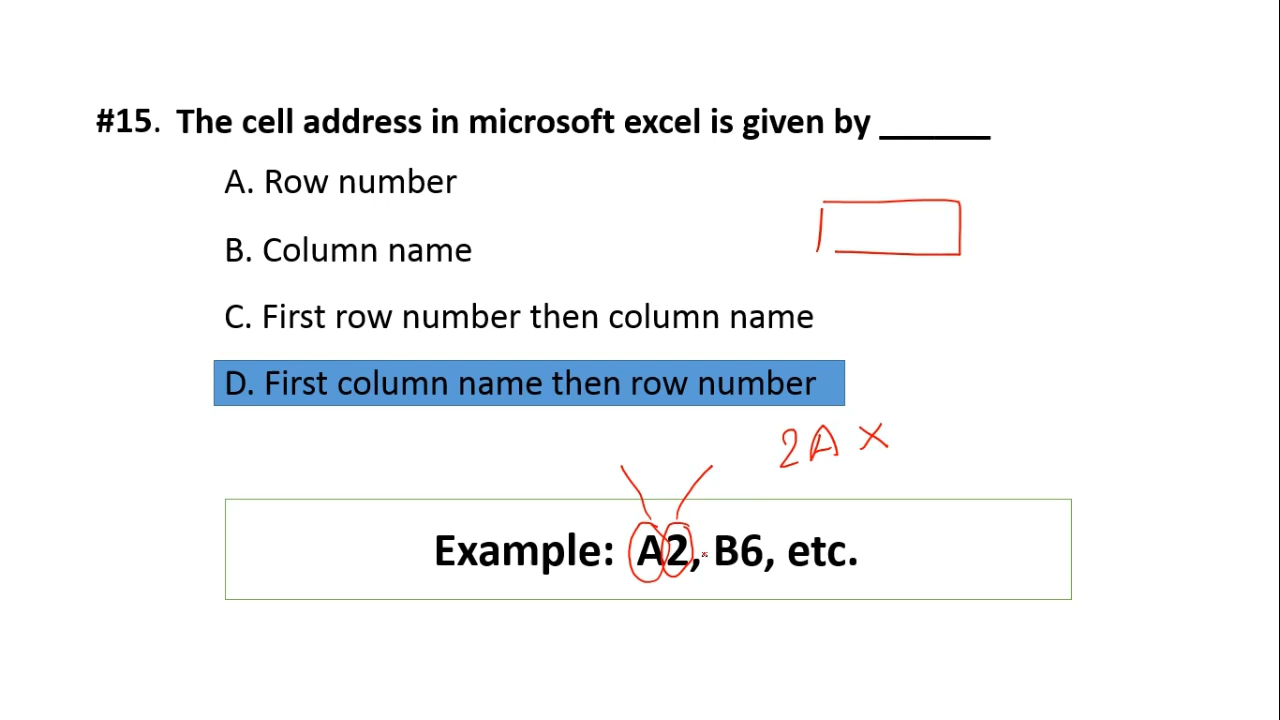 #15. The cell address in microsoft excel is given by ______
A. Row number
B. Column name
C. First row number then column name
D. First column name then row number
2A X
Example: A2, B6, etc.